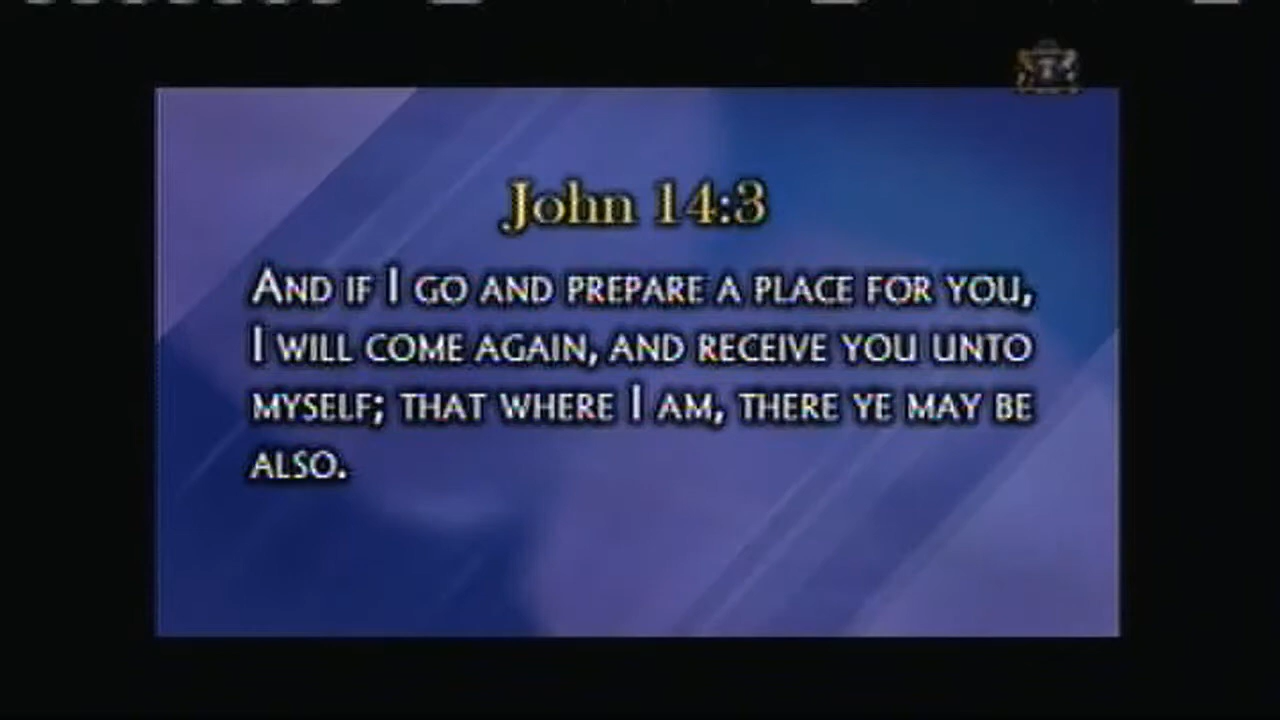 John 14:3
AND IF I GO AND PREPARE A PLACE FOR YOU,
I WILL COME AGAIN, AND RECEIVE YOU UNTO
MYSELF; THAT WHERE I AM, THERE YE MAY BE
ALSO.